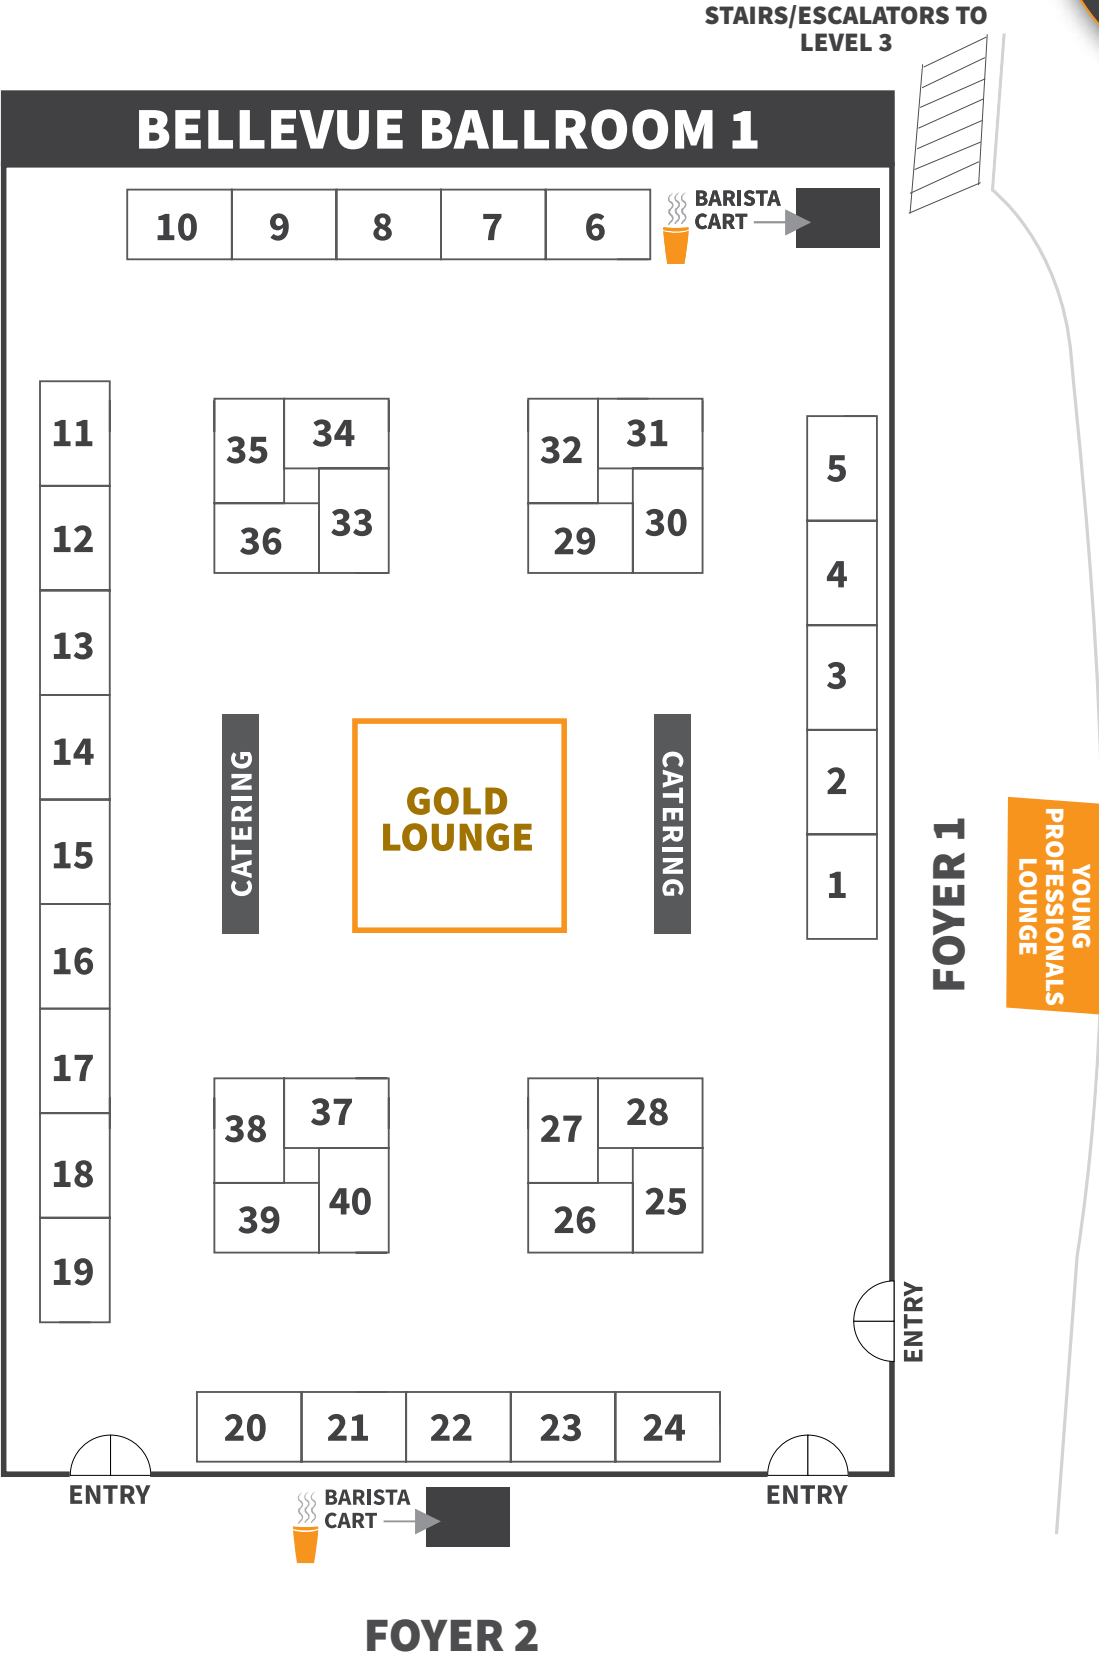 STAIRS/ESCALATORS TO
LEVEL 3
BELLEVUE BALLROOM 1
10 9 8 7 6
BARISTA
CART
11
12
13
14
15
16
17
18
19
35 34
36 33
32 31
29 30
5
4
3
2
1
CATERING
GOLD
LOUNGE
CATERING
FOYER 1
YOUNG
PROFESSIONALS
LOUNGE
38 37
39 40
27 28
26 25
ENTRY
20 21 22 23 24
ENTRY
BARISTA
CART
ENTRY
FOYER 2